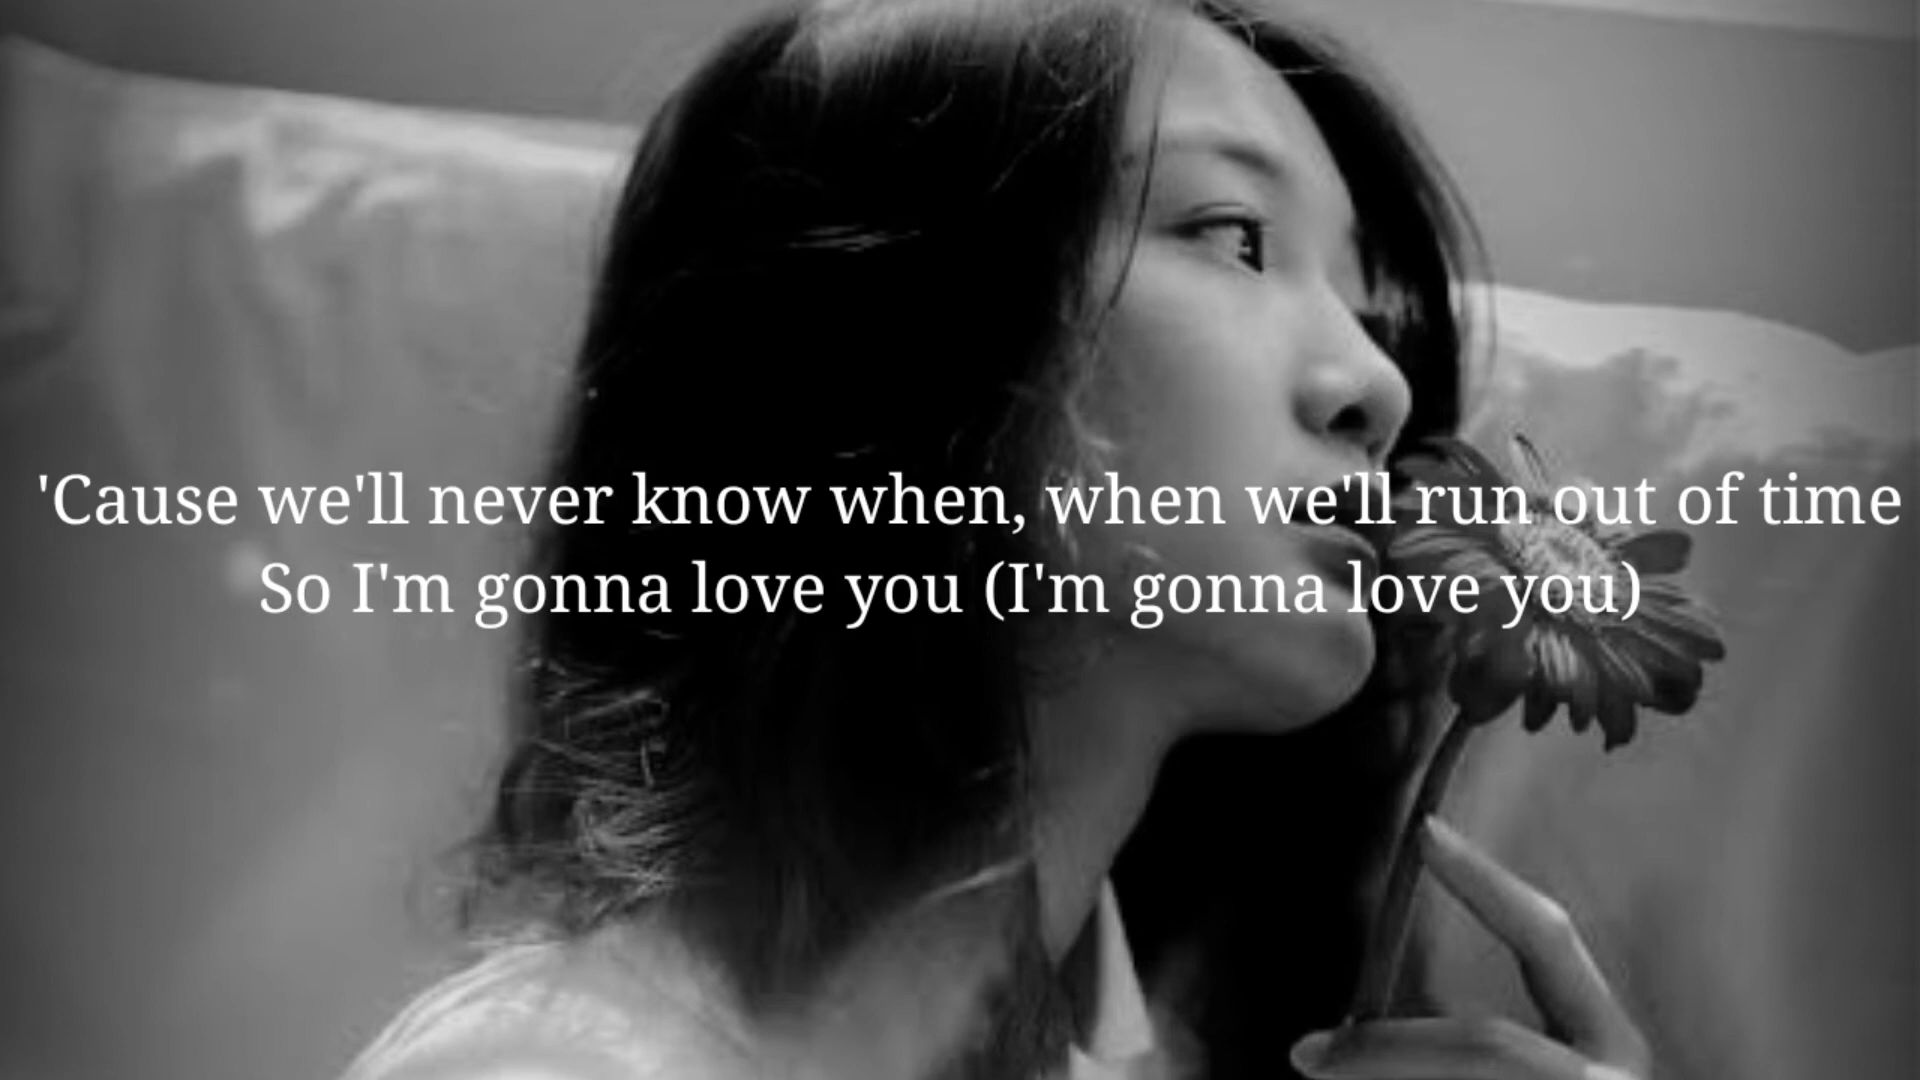 'Cause we'll never know when, when we'll run out of time
So I'm gonna love you (I'm gonna love you)